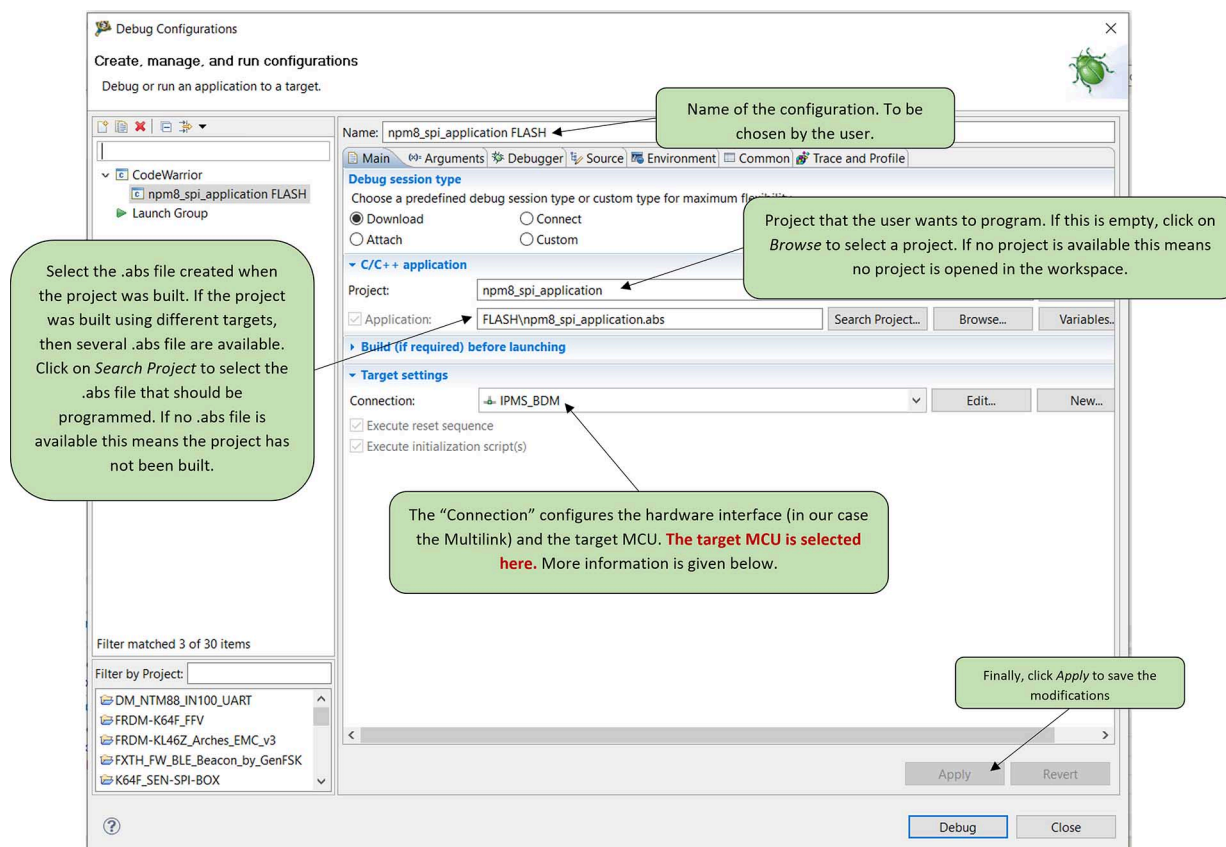 Debug Configurations
Create, manage, and run configurations
Debug or run an application to a target.
Name of the configuration. To be
chosen by the user.
Name: npm8_spi_application FLASH
Main (x)= Arguments Debugger Source Environment Common Trace and Profile
CodeWarrior
npm8_spi_application FLASH
Launch Group
Debug session type
Choose a predefined debug session type or custom type for maximum flexibility
Download Connect
Attach Custom
Project that the user wants to program. If this is empty, click on
Browse to select a project. If no project is available this means
no project is opened in the workspace.
Select the .abs file created when
the project was built. If the project
was built using different targets,
then several .abs file are available.
Click on Search Project to select the
.abs file that should be
programmed. If no .abs file is
available this means the project has
not been built.
C/C++ application
Project: npm8_spi_application
Application: FLASH\npm8_spi_application.abs Search Project... Browse... Variables..
Build (if required) before launching
Target settings
Connection: IPMS_BDM Edit... New...
Execute reset sequence
Execute initialization script(s)
The “Connection” configures the hardware interface (in our case
the Multilink) and the target MCU. The target MCU is selected
here. More information is given below.
Filter matched 3 of 30 items
Filter by Project:
DM_NTM88_IN100_UART
FRDM-K64F_FFV
FRDM-KL46Z_Arches_EMC_v3
FXTH_FW_BLE_Beacon_by_GenFSK
K64F_SEN-SPI-BOX
Finally, click Apply to save the
modifications
Apply Revert
Debug Close